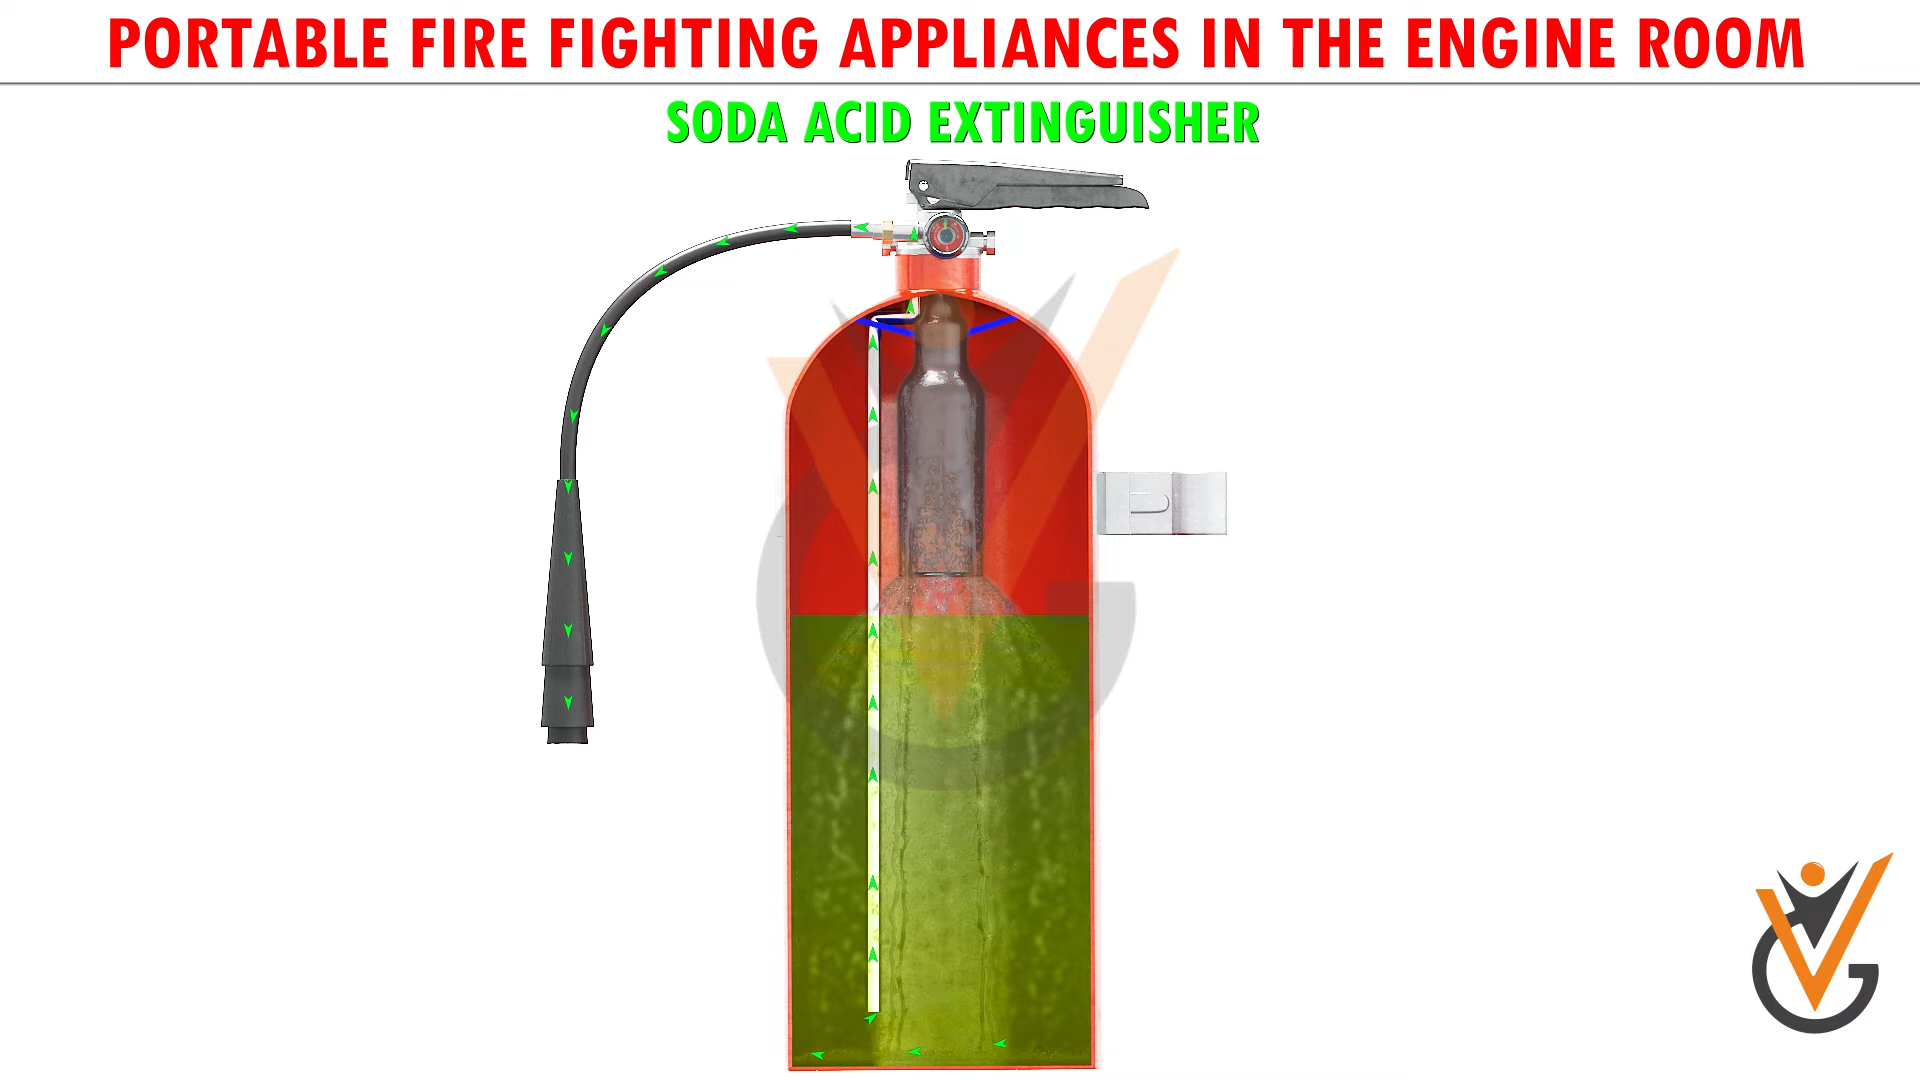 PORTABLE FIRE FIGHTING APPLIANCES IN THE ENGINE ROOM
SODA ACID EXTINGUISHER